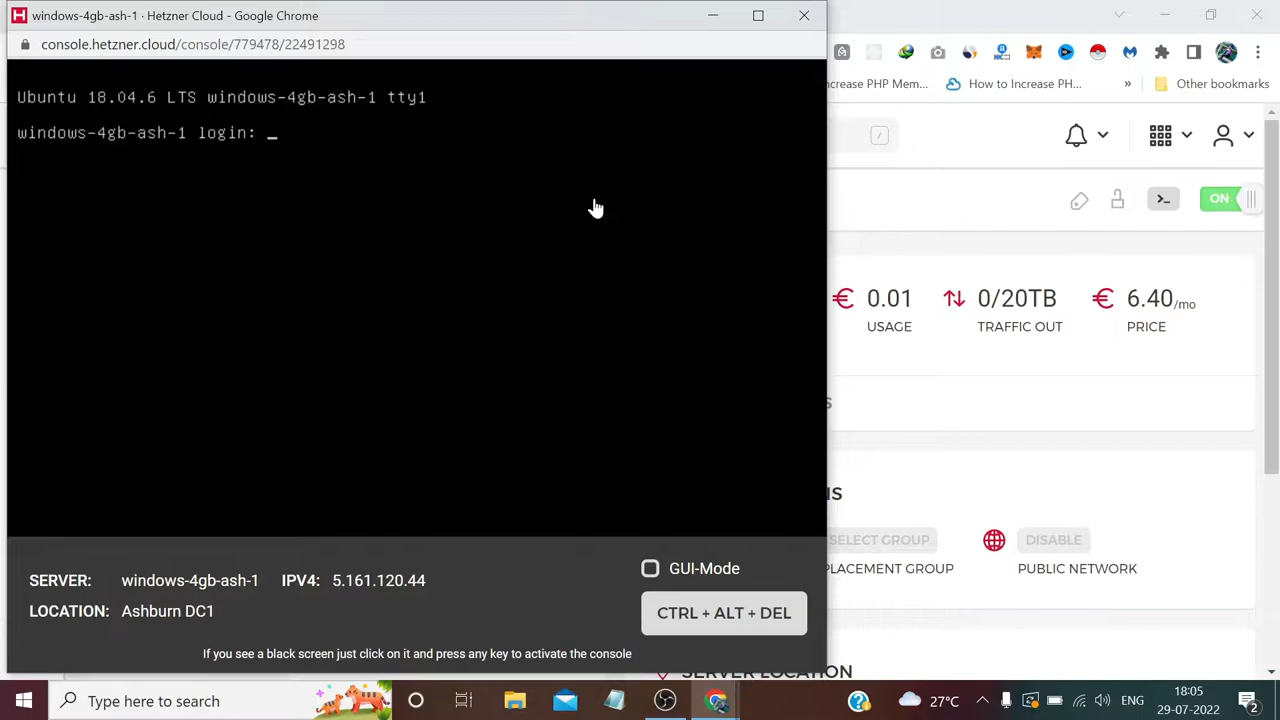 windows-4gb-ash-1 · Hetzner Cloud - Google Chrome
console.hetzner.cloud/console/779478/22491298
Increase PHP Mem...
How to Increase PH...
»
Other bookmarks
Ubuntu 18.04.6 LTS windows-4gb-ash-1 tty1
windows-4gb-ash-1 login: _
/
ON
€ 0.01
USAGE
0/20TB
TRAFFIC OUT
€ 6.40/mo
PRICE
S
NS
SELECT GROUP
PLACEMENT GROUP
DISABLE
PUBLIC NETWORK
SERVER LOCATION
SERVER: windows-4gb-ash-1 IPV4: 5.161.120.44
LOCATION: Ashburn DC1
GUI-Mode
CTRL + ALT + DEL
If you see a black screen just click on it and press any key to activate the console
Type here to search
27°C
ENG
18:05
29-07-2022
2